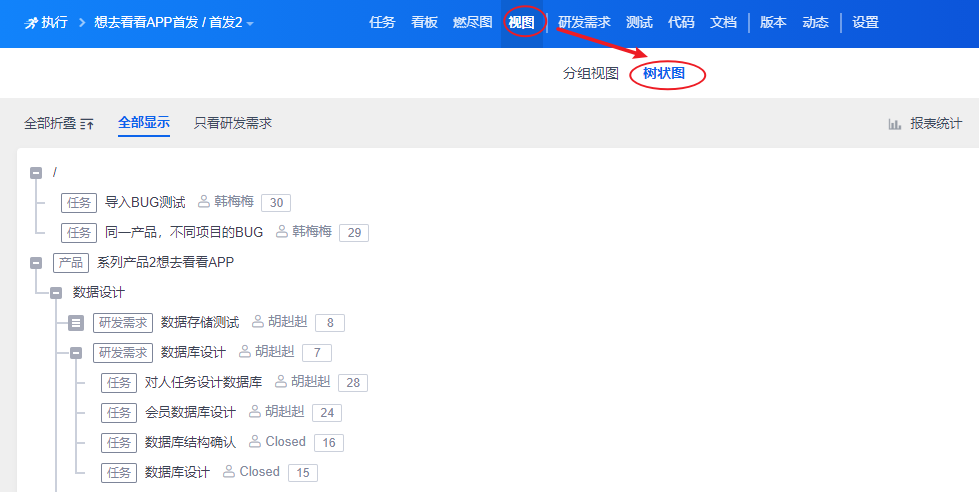 执行 想去看看APP首发 / 首发2 任务 看板 燃尽图 视图 研发需求 测试 代码 文档 版本 动态 设置
分组视图 树状图
全部折叠 全部显示 只看研发需求 报表统计
/
任务 导入BUG测试 韩梅梅 30
任务 同一产品，不同项目的BUG 韩梅梅 29
产品 系列产品2想去看看APP
数据设计
研发需求 数据存储测试 胡赳赳 8
研发需求 数据库设计 胡赳赳 7
任务 对人任务设计数据库 胡赳赳 28
任务 会员数据库设计 胡赳赳 24
任务 数据库结构确认 Closed 16
任务 数据库设计 Closed 15